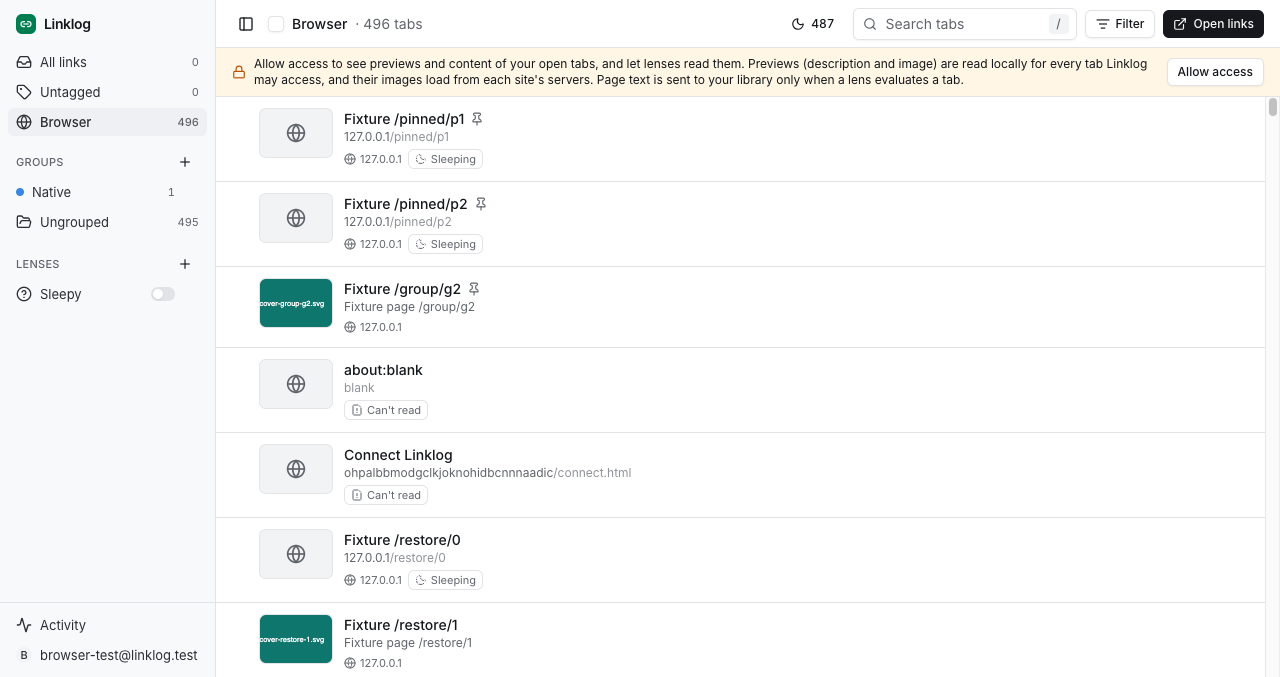 Linklog
All links 0
Untagged 0
Browser 496
GROUPS
Native 1
Ungrouped 495
LENSES
Sleepy
Activity
B browser-test@linklog.test
Browser · 496 tabs
487
Search tabs /
Filter
Open links
Allow access to see previews and content of your open tabs, and let lenses read them. Previews (description and image) are read locally for every tab Linklog
may access, and their images load from each site's servers. Page text is sent to your library only when a lens evaluates a tab.
Allow access
Fixture /pinned/p1
127.0.0.1/pinned/p1
127.0.0.1 Sleeping
Fixture /pinned/p2
127.0.0.1/pinned/p2
127.0.0.1 Sleeping
cover-group-g2.svg
Fixture /group/g2
Fixture page /group/g2
127.0.0.1
about:blank
blank
Can't read
Connect Linklog
ohpalbbmodgclkjoknohidbcnnnaadic/connect.html
Can't read
Fixture /restore/0
127.0.0.1/restore/0
127.0.0.1 Sleeping
cover-restore-1.svg
Fixture /restore/1
Fixture page /restore/1
127.0.0.1